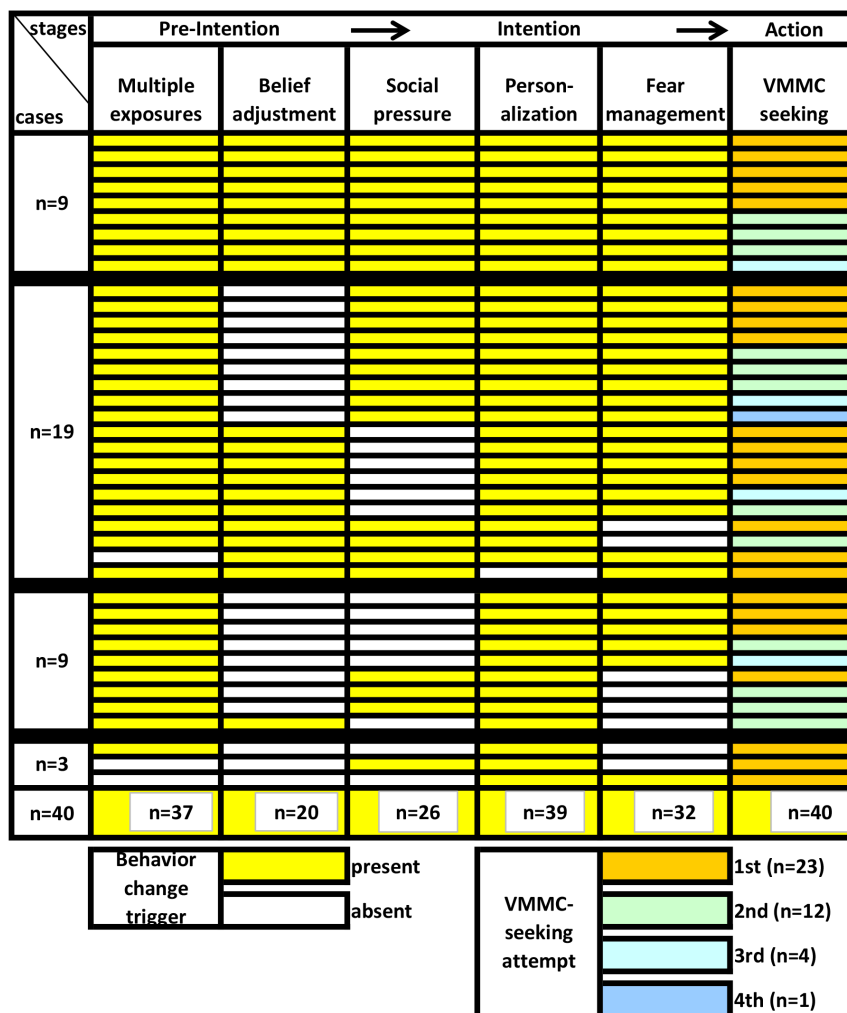 stages
Pre-Intention
Intention
Action
cases
Multiple
exposures
Belief
adjustment
Social
pressure
Person-
alization
Fear
management
VMMC
seeking
n=9
n=19
n=9
n=3
n=40
n=37
n=20
n=26
n=39
n=32
n=40
Behavior
change
trigger
present
absent
VMMC-
seeking
attempt
1st (n=23)
2nd (n=12)
3rd (n=4)
4th (n=1)